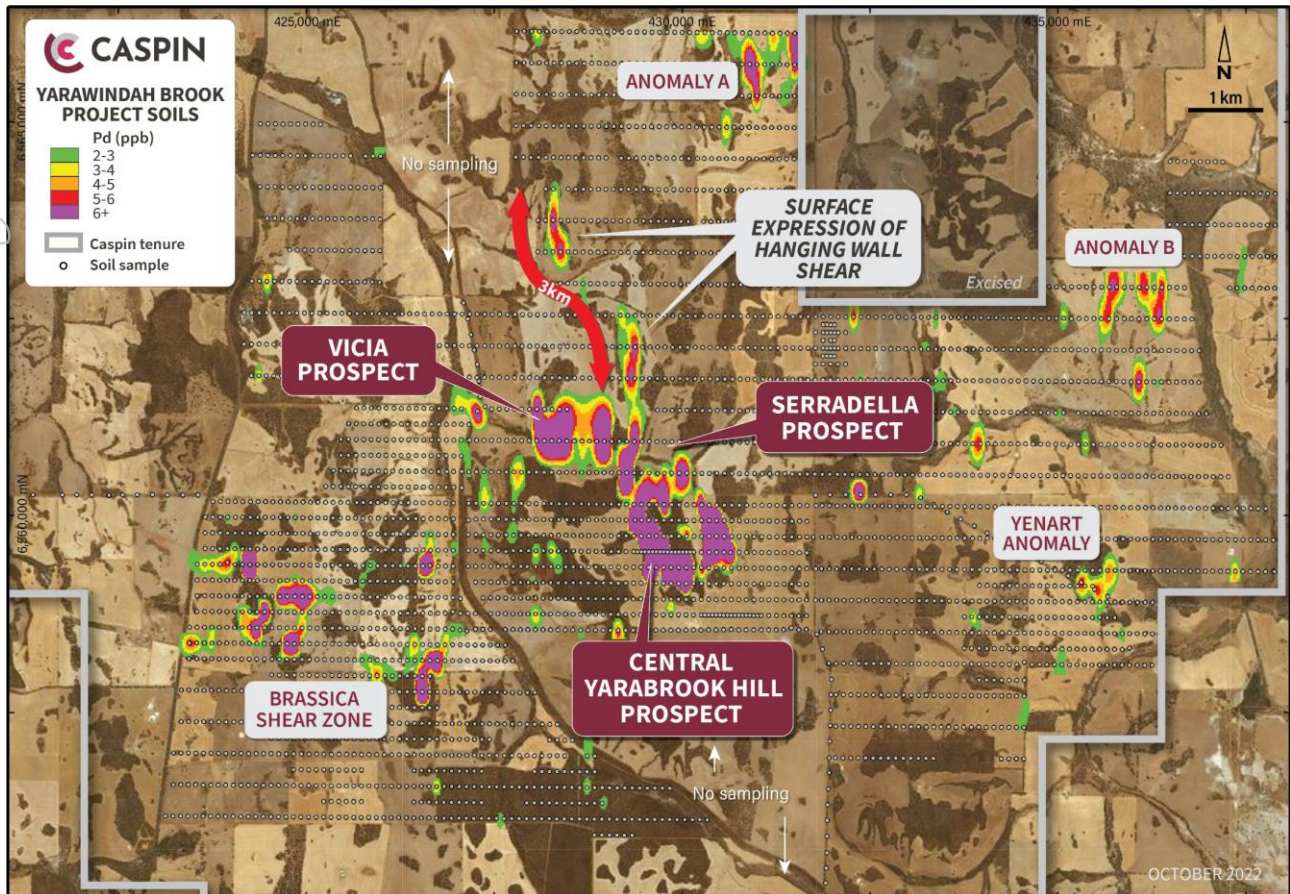 425,000 mE
430,000 mE
435,000 mE
CASPIN
YARAWINDAH BROOK
PROJECT SOILS
Pd (ppb)
2-3
3-4
4-5
5-6
6+
Caspin tenure
Soil sample
6,565,000 mN
6,560,000 mN
No sampling
ANOMALY A
N
1 km
SURFACE
EXPRESSION OF
HANGING WALL
SHEAR
Excised
ANOMALY B
3km
VICIA
PROSPECT
SERRADELLA
PROSPECT
YENART
ANOMALY
CENTRAL
YARABROOK HILL
PROSPECT
BRASSICA
SHEAR ZONE
No sampling
OCTOBER 2022